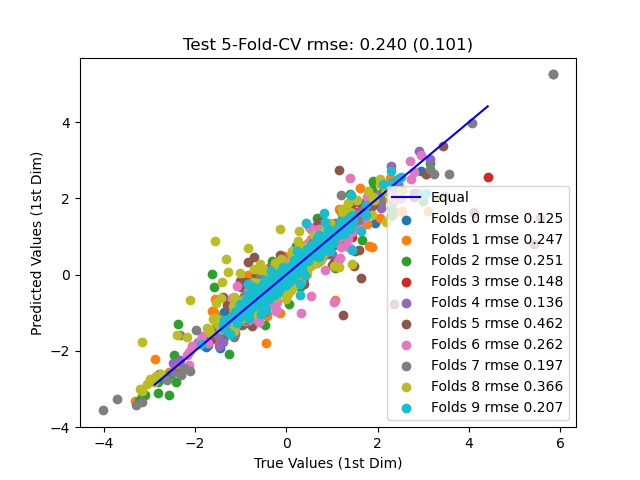 Test 5-Fold-CV rmse: 0.240 (0.101)
Predicted Values (1st Dim)
4
2
0
−2
−4
Equal
Folds 0 rmse 0.125
Folds 1 rmse 0.247
Folds 2 rmse 0.251
Folds 3 rmse 0.148
Folds 4 rmse 0.136
Folds 5 rmse 0.462
Folds 6 rmse 0.262
Folds 7 rmse 0.197
Folds 8 rmse 0.366
Folds 9 rmse 0.207
−4 −2 0 2 4 6
True Values (1st Dim)